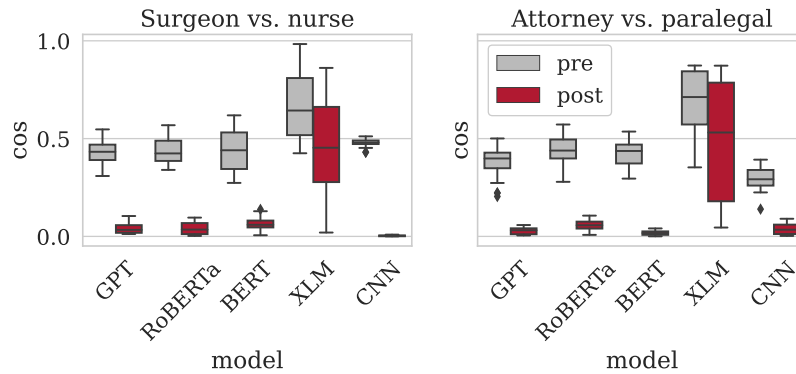 Surgeon vs. nurse
1.0
0.5
0.0
cos
GPT
RoBERTa
BERT
XLM
CNN
model
Attorney vs. paralegal
pre
post
cos
GPT
RoBERTa
BERT
XLM
CNN
model